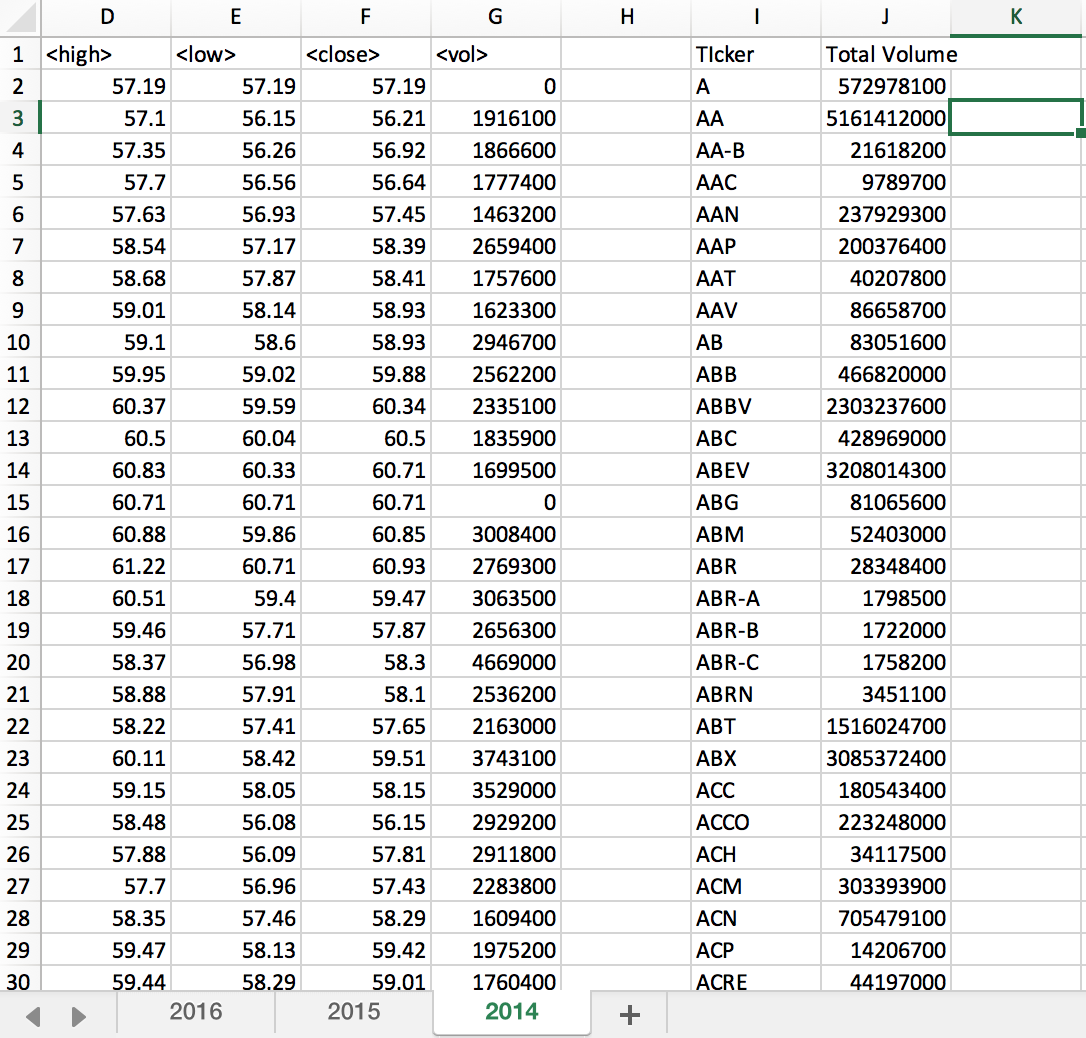 D E F G H I J K
1 <high> <low> <close> <vol> TIcker Total Volume
2 57.19 57.19 57.19 0 A 572978100
3 57.1 56.15 56.21 1916100 AA 5161412000
4 57.35 56.26 56.92 1866600 AA-B 21618200
5 57.7 56.56 56.64 1777400 AAC 9789700
6 57.63 56.93 57.45 1463200 AAN 237929300
7 58.54 57.17 58.39 2659400 AAP 200376400
8 58.68 57.87 58.41 1757600 AAT 40207800
9 59.01 58.14 58.93 1623300 AAV 86658700
10 59.1 58.6 58.93 2946700 AB 83051600
11 59.95 59.02 59.88 2562200 ABB 466820000
12 60.37 59.59 60.34 2335100 ABBV 2303237600
13 60.5 60.04 60.5 1835900 ABC 428969000
14 60.83 60.33 60.71 1699500 ABEV 3208014300
15 60.71 60.71 60.71 0 ABG 81065600
16 60.88 59.86 60.85 3008400 ABM 52403000
17 61.22 60.71 60.93 2769300 ABR 28348400
18 60.51 59.4 59.47 3063500 ABR-A 1798500
19 59.46 57.71 57.87 2656300 ABR-B 1722000
20 58.37 56.98 58.3 4669000 ABR-C 1758200
21 58.88 57.91 58.1 2536200 ABRN 3451100
22 58.22 57.41 57.65 2163000 ABT 1516024700
23 60.11 58.42 59.51 3743100 ABX 3085372400
24 59.15 58.05 58.15 3529000 ACC 180543400
25 58.48 56.08 56.15 2929200 ACCO 223248000
26 57.88 56.09 57.81 2911800 ACH 34117500
27 57.7 56.96 57.43 2283800 ACM 303393900
28 58.35 57.46 58.29 1609400 ACN 705479100
29 59.47 58.13 59.42 1975200 ACP 14206700
30 59.44 58.29 59.01 1760400 ACRE 44197000
2016 2015 2014 +